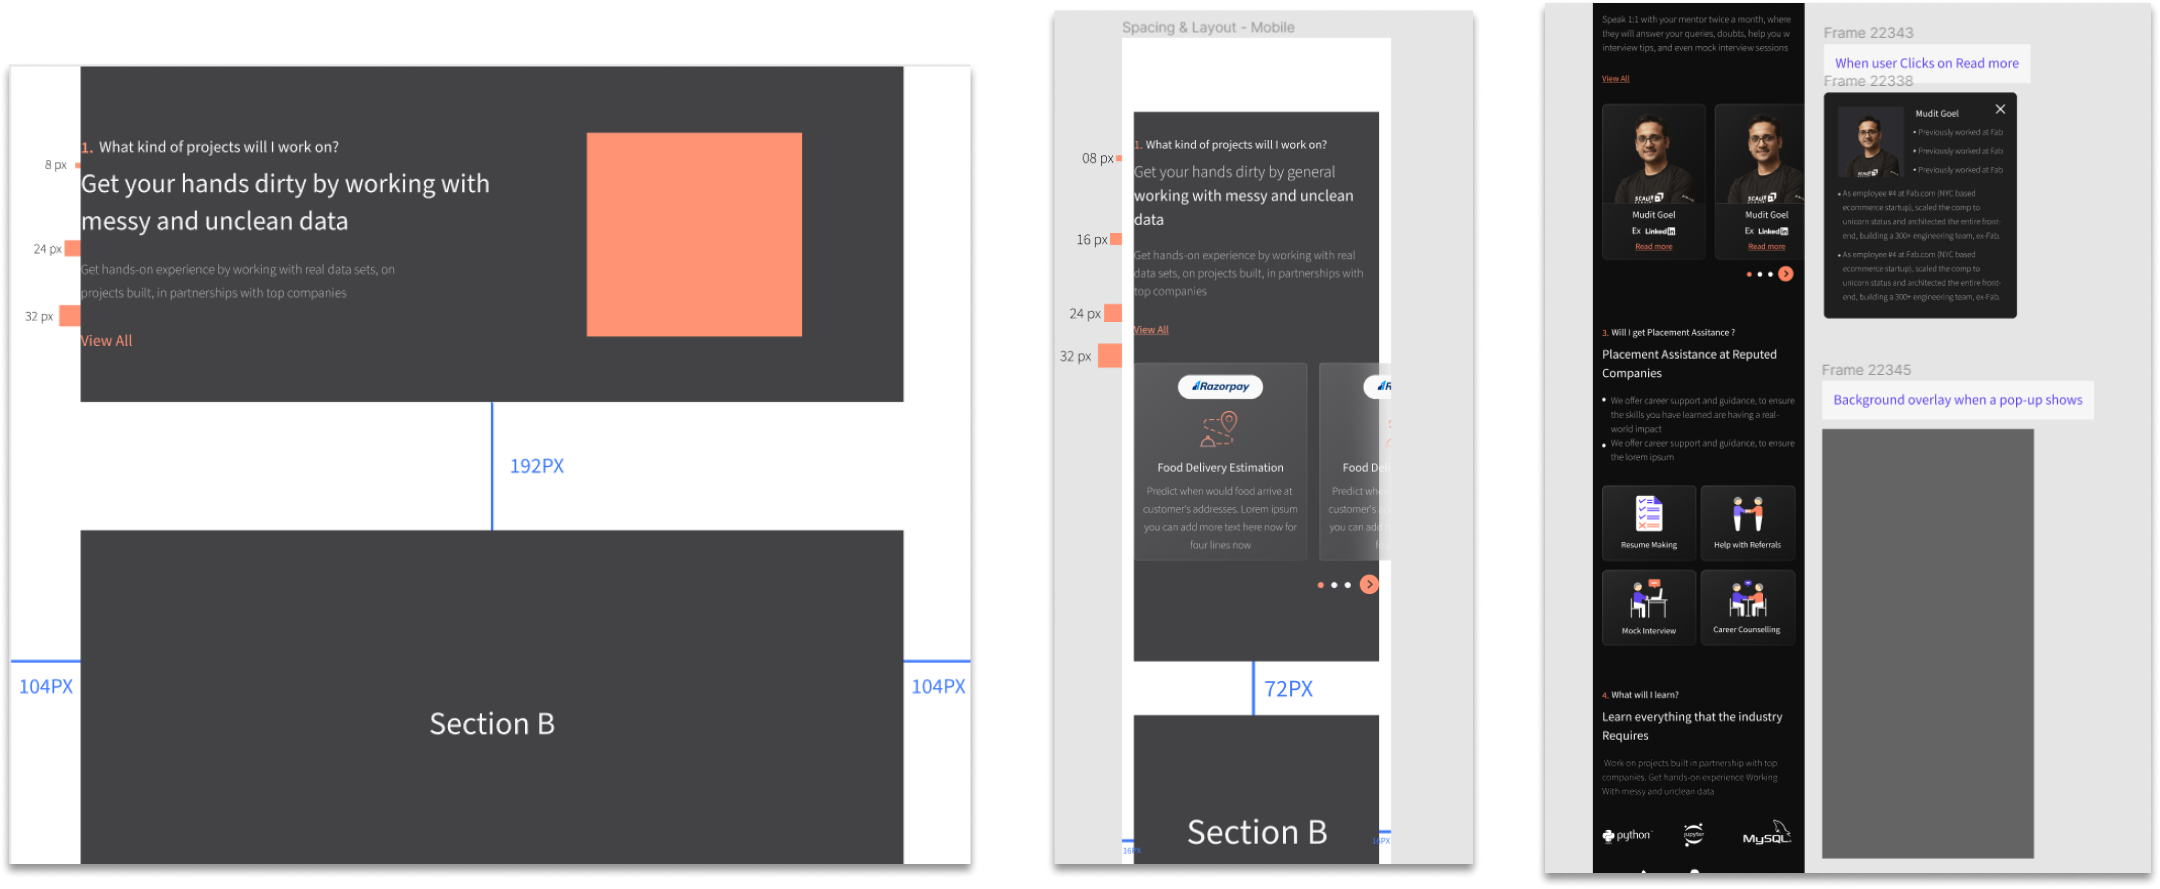 1. What kind of projects will I work on?
8 px
Get your hands dirty by working with
messy and unclean data
24 px
Get hands-on experience by working with real data sets, on
projects built, in partnerships with top companies
32 px
View All
192PX
104PX
104PX
Section B
Spacing & Layout - Mobile
1. What kind of projects will I work on?
08 px
Get your hands dirty by general
working with messy and unclean
data
16 px
Get hands-on experience by working with real
data sets, on projects built, in partnerships with
top companies
24 px
View All
32 px
Razorpay
Food Delivery Estimation
Predict when would food arrive at
customer's addresses. Lorem ipsum
you can add more text here now for
four lines now
R
Food Deli
Predict whe
customer's a
you can add
72PX
Section B
16PX
16PX
Speak 1:1 with your mentor twice a month, where
they will answer your queries, doubts, help you w
interview tips, and even mock interview sessions
View All
Mudit Goel
Ex LinkedIn
Read more
Mudit Goel
Ex LinkedIn
Read more
3. Will I get Placement Assitance ?
Placement Assistance at Reputed
Companies
• We offer career support and guidance, to ensure
the skills you have learned are having a real-
world impact
• We offer career support and guidance, to ensure
the lorem ipsum
Resume Making
Help with Referrals
Mock Interview
Career Counselling
4. What will I learn?
Learn everything that the industry
Requires
Work on projects built in partnership with top
companies. Get hands-on experience Working
With messy and unclean data
python
jupyter
MySQL
Frame 22343
When user Clicks on Read more
Frame 22338
Mudit Goel
• Previously worked at Fab
• Previously worked at Fab
• Previously worked at Fab
• As employee #4 at Fab.com (NYC based
ecommerce startup), scaled the comp to
unicorn status and architected the entire front-
end, building a 300+ engineering team, ex-Fab.
• As employee #4 at Fab.com (NYC based
ecommerce startup), scaled the comp to
unicorn status and architected the entire front-
end, building a 300+ engineering team, ex-Fab.
Frame 22345
Background overlay when a pop-up shows